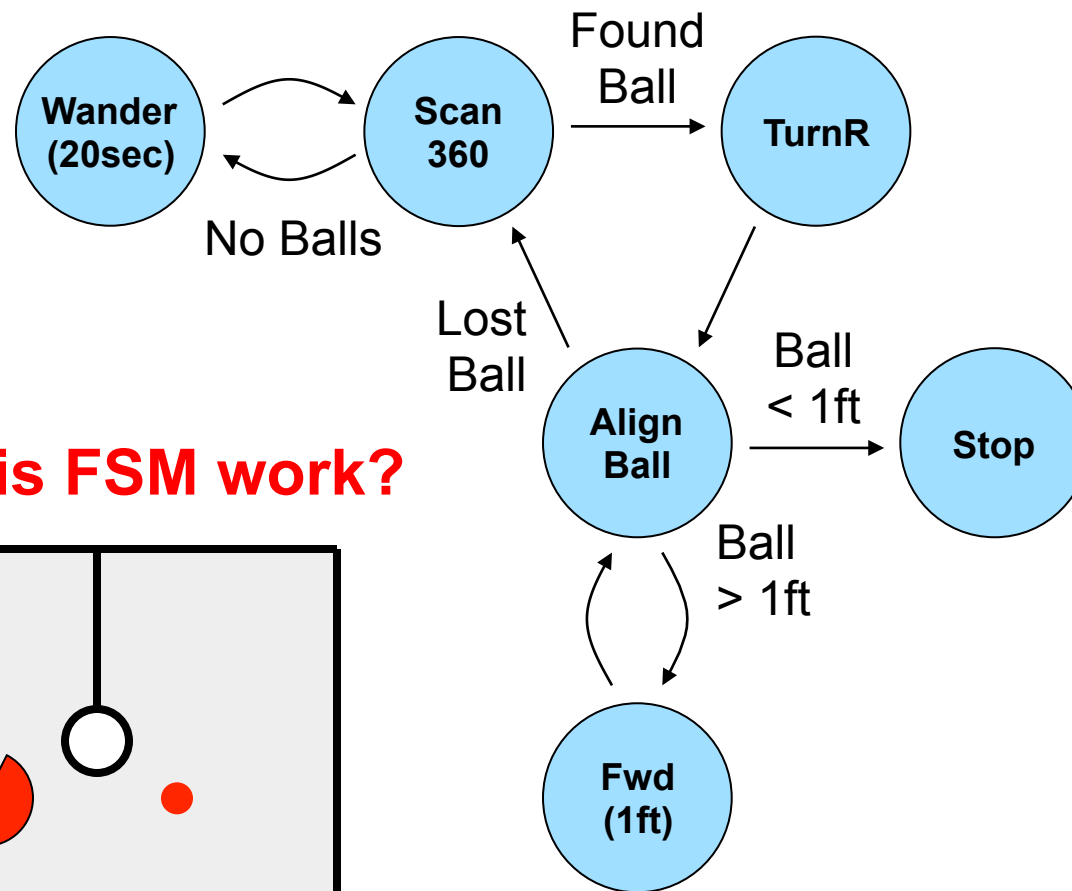 Wander
(20sec)
Scan
360
Found
Ball
TurnR
No Balls
Lost
Ball
Align
Ball
Ball
< 1ft
Stop
is FSM work?
Ball
> 1ft
Fwd
(1ft)